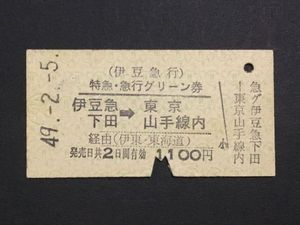 49.-2.-5.
（伊豆急行）
特急・急行グリーン券
伊豆急下田➡東京山手線内
経由（伊東・東海道）
発売日共2日間有効 1100円
急グ伊豆急下田
―東京山手線内